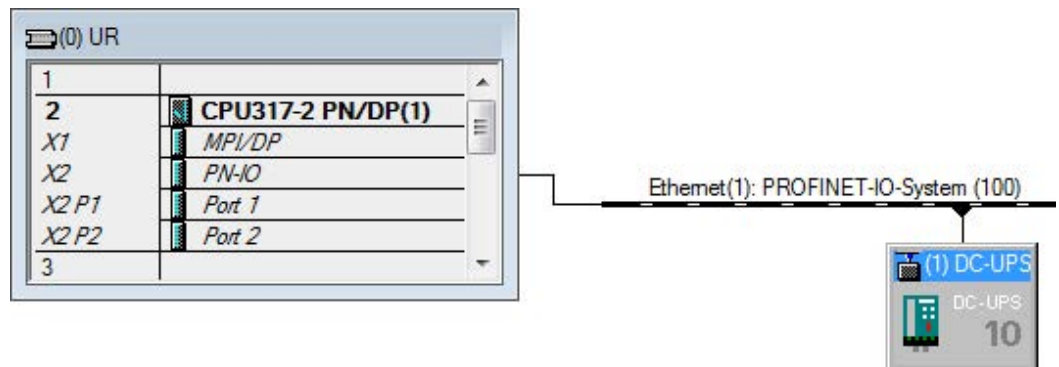 (0) UR
1
2 CPU317-2 PN/DP(1)
X1 MPI/DP
X2 PN-IO
X2 P1 Port 1
X2 P2 Port 2
3
Ethernet(1): PROFINET-IO-System (100)
(1) DC-UPS
DC-UPS
10